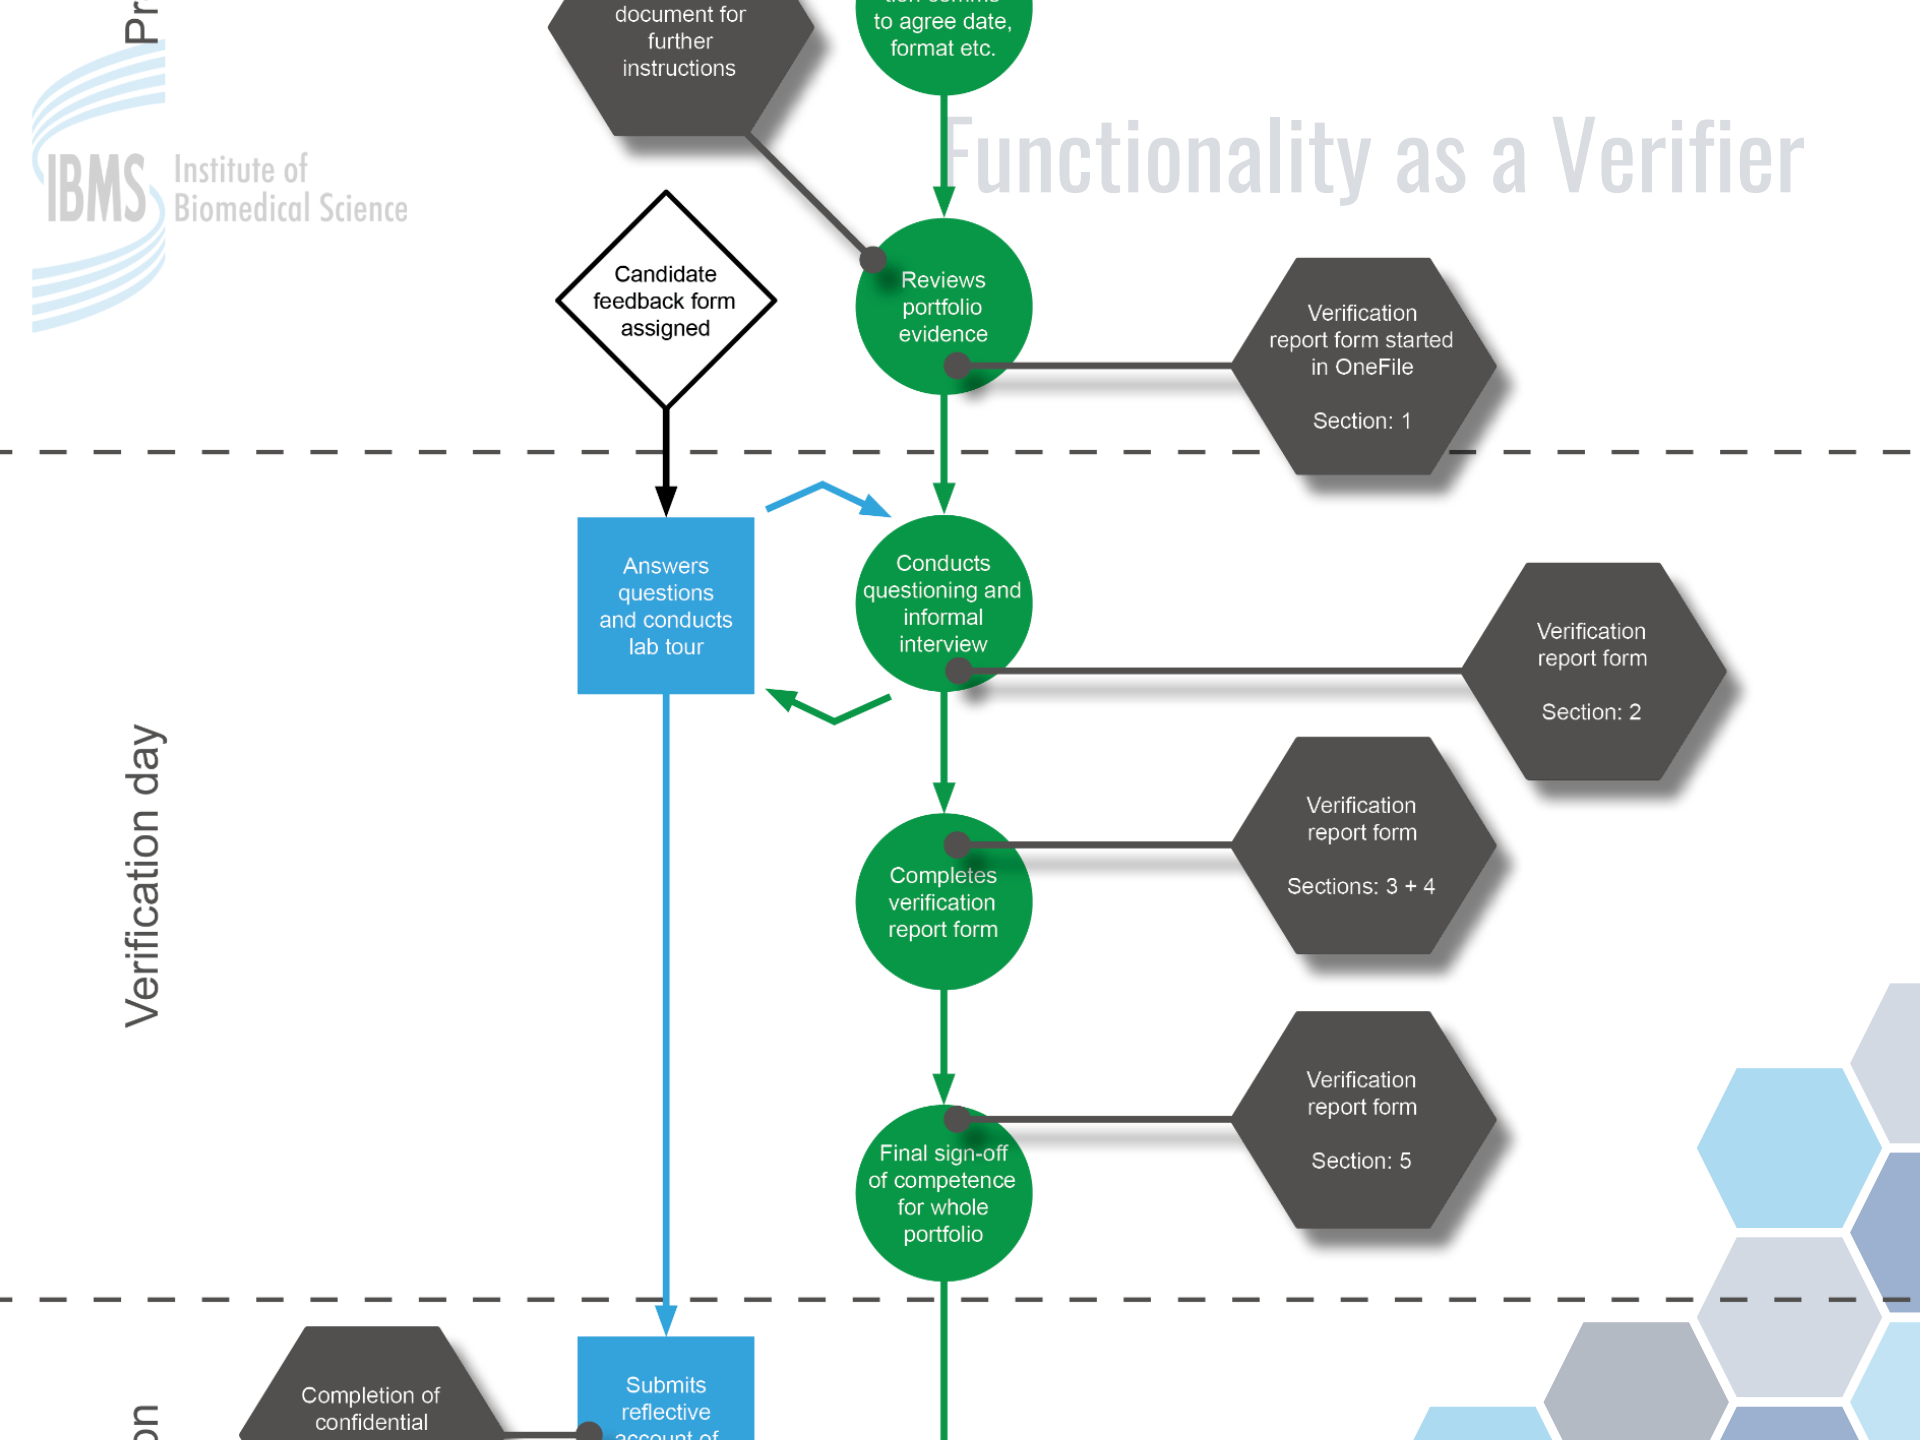 document for
further
instructions
to agree date,
format etc.
IBMS
Institute of
Biomedical Science
Functionality as a Verifier
Candidate
feedback form
assigned
Reviews
portfolio
evidence
Verification
report form started
in OneFile
Section: 1
Verification day
Answers
questions
and conducts
lab tour
Conducts
questioning and
informal
interview
Verification
report form
Section: 2
Completes
verification
report form
Verification
report form
Sections: 3 + 4
Final sign-off
of competence
for whole
portfolio
Verification
report form
Section: 5
Completion of
confidential
Submits
reflective
account of